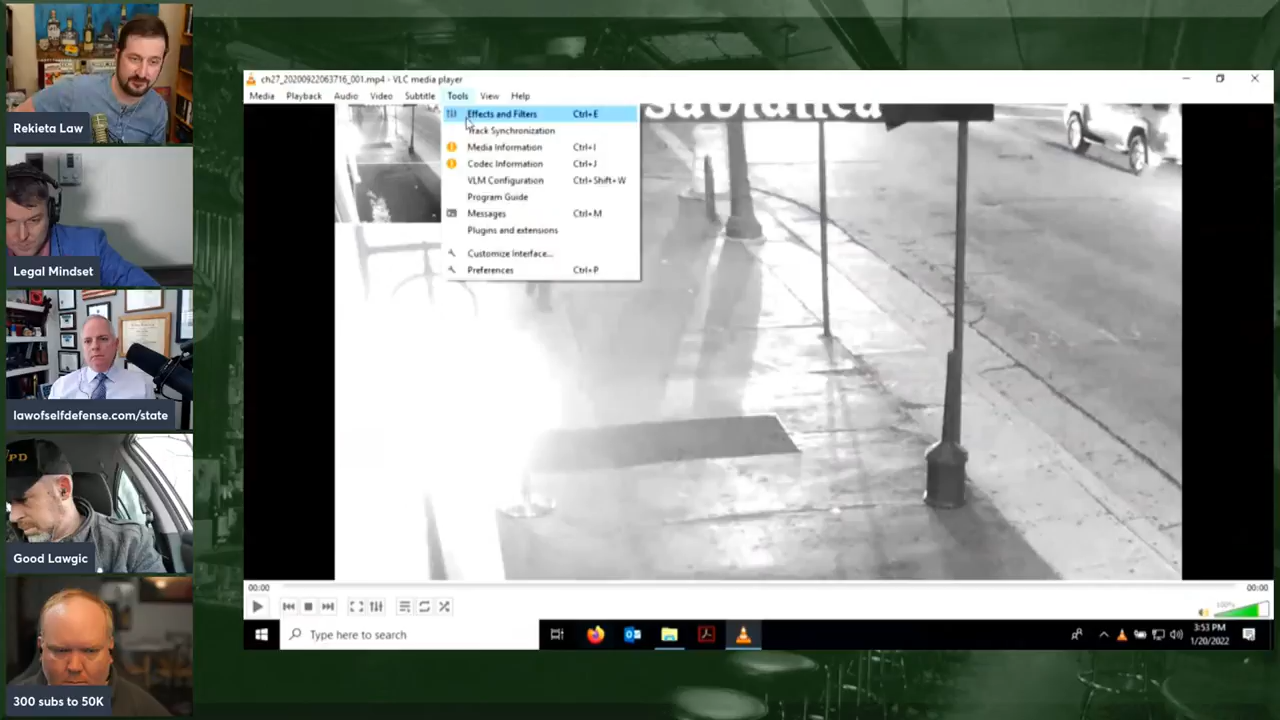 Rekieta Law
Legal Mindset
lawofselfdefense.com/state
PD
Good Lawgic
300 subs to 50K
ch27_20200922063716_001.mp4 - VLC media player
Media Playback Audio Video Subtitle Tools View Help
Effects and Filters Ctrl+E
Track Synchronization
Media Information Ctrl+I
Codec Information Ctrl+J
VLM Configuration Ctrl+Shift+W
Program Guide
Messages Ctrl+M
Plugins and extensions
Customize Interface...
Preferences Ctrl+P
sablanca
00:00 00:00
100%
Type here to search
3:53 PM
1/20/2022